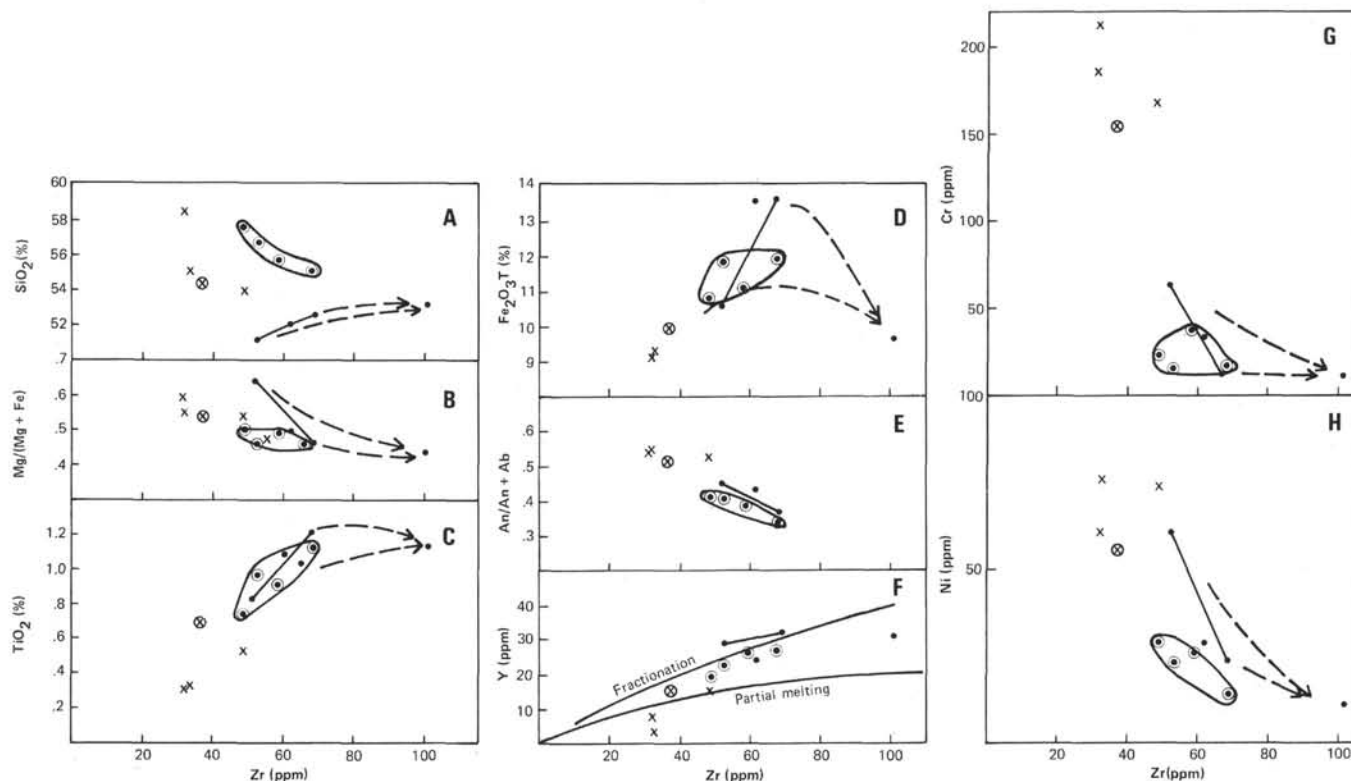 A
SiO2 (%)
60
58
56
54
52
.7
B
Mg/(Mg + Fe)
.6
.5
.4
C
TiO2 (%)
1.2
1.0
.8
.6
.4
.2
20 40 60 80 100
Zr (ppm)
D
Fe2O3T (%)
14
13
12
11
10
9
E
An/An + Ab
.5
.4
.3
F
Y (ppm)
40
30
20
10
Fractionation
Partial melting
20 40 60 80 100
Zr (ppm)
G
Cr (ppm)
200
150
100
50
100
H
Ni (ppm)
50
20 40 60 80 100
Zr(ppm)